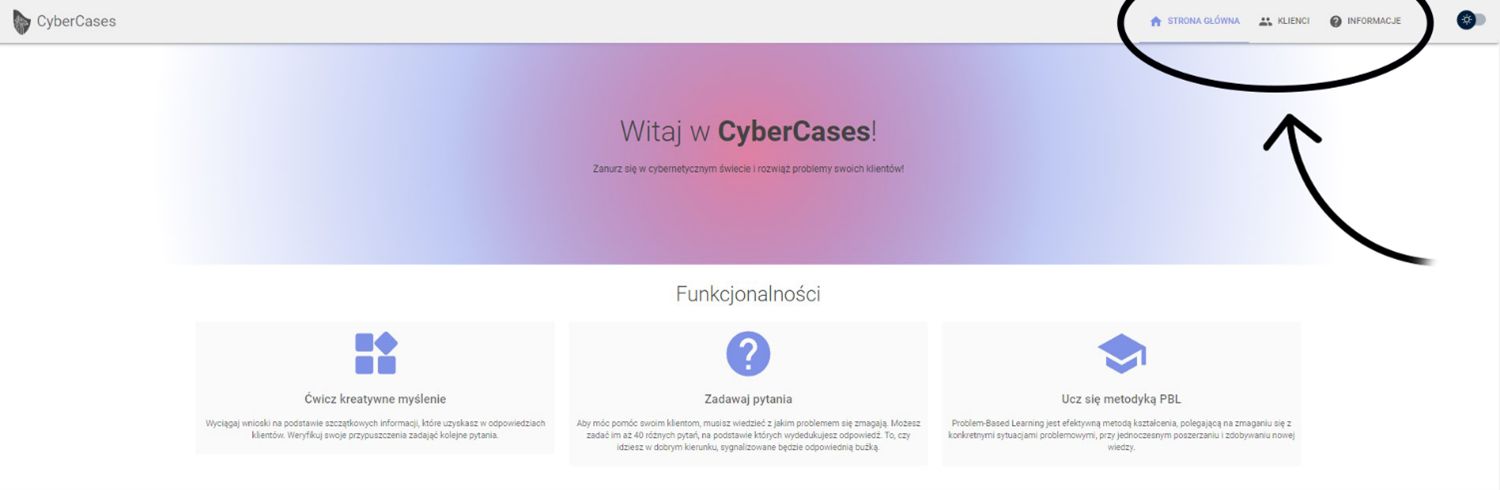 CyberCases
STRONA GŁÓWNA
KLIENCI
INFORMACJE
Witaj w CyberCases!
Zanurz się w cybernetycznym świecie i rozwiąż problemy swoich klientów!
Funkcjonalności
Ćwicz kreatywne myślenie
Wyciągaj wnioski na podstawie szczątkowych informacji, które uzyskasz w odpowiedziach
klientów. Weryfikuj swoje przypuszczenia zadając kolejne pytania.
Zadawaj pytania
Aby móc pomóc swoim klientom, musisz wiedzieć z jakim problemem się zmagają. Możesz
zadać im aż 40 różnych pytań, na podstawie których wydedukujesz odpowiedź. To, czy
idziesz w dobrym kierunku, sygnalizowane będzie odpowiednią buźką.
Ucz się metodyką PBL
Problem-Based Learning jest efektywną metodą kształcenia, polegającą na zmaganiu się z
konkretnymi sytuacjami problemowymi, przy jednoczesnym poszerzaniu i zdobywaniu nowej
wiedzy.